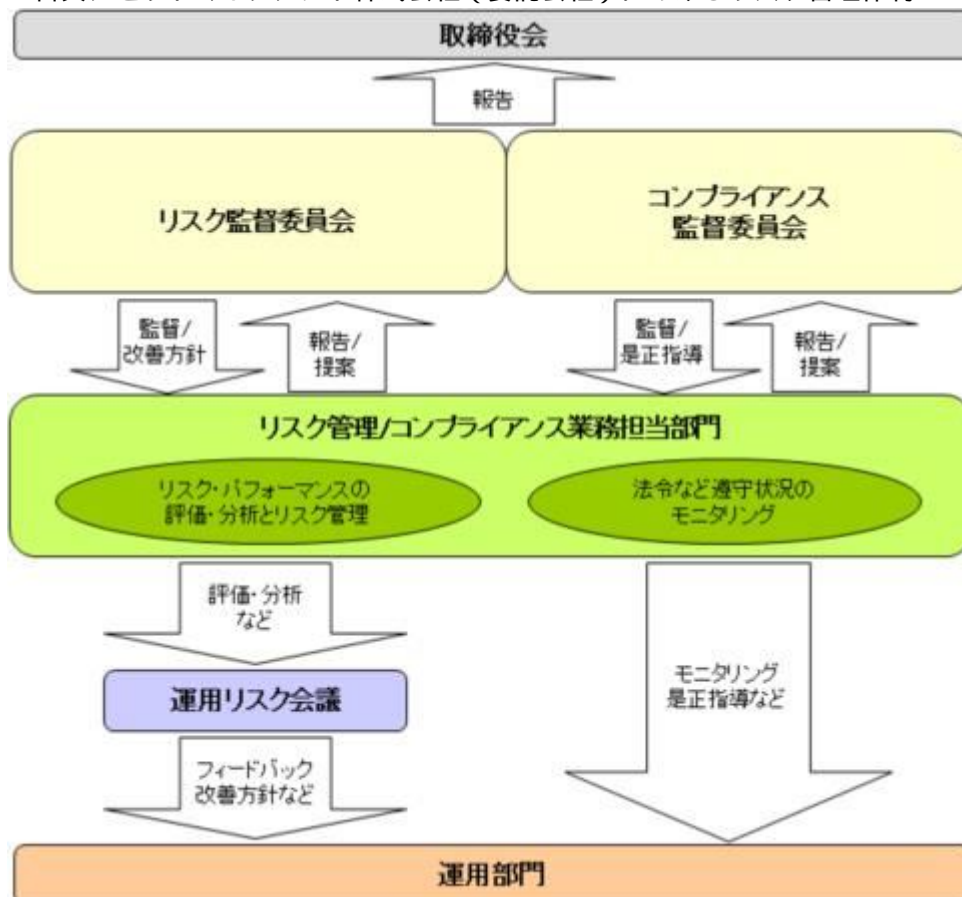 取締役会
報告
リスク監督委員会
コンプライアンス
監督委員会
監督/
改善方針
報告/
提案
監督/
是正指導
報告/
提案
リスク管理/コンプライアンス業務担当部門
リスク・パフォーマンスの
評価・分析とリスク管理
法令など遵守状況の
モニタリング
評価・分析
など
運用リスク会議
モニタリング
是正指導など
フィードバック
改善方針など
運用部門